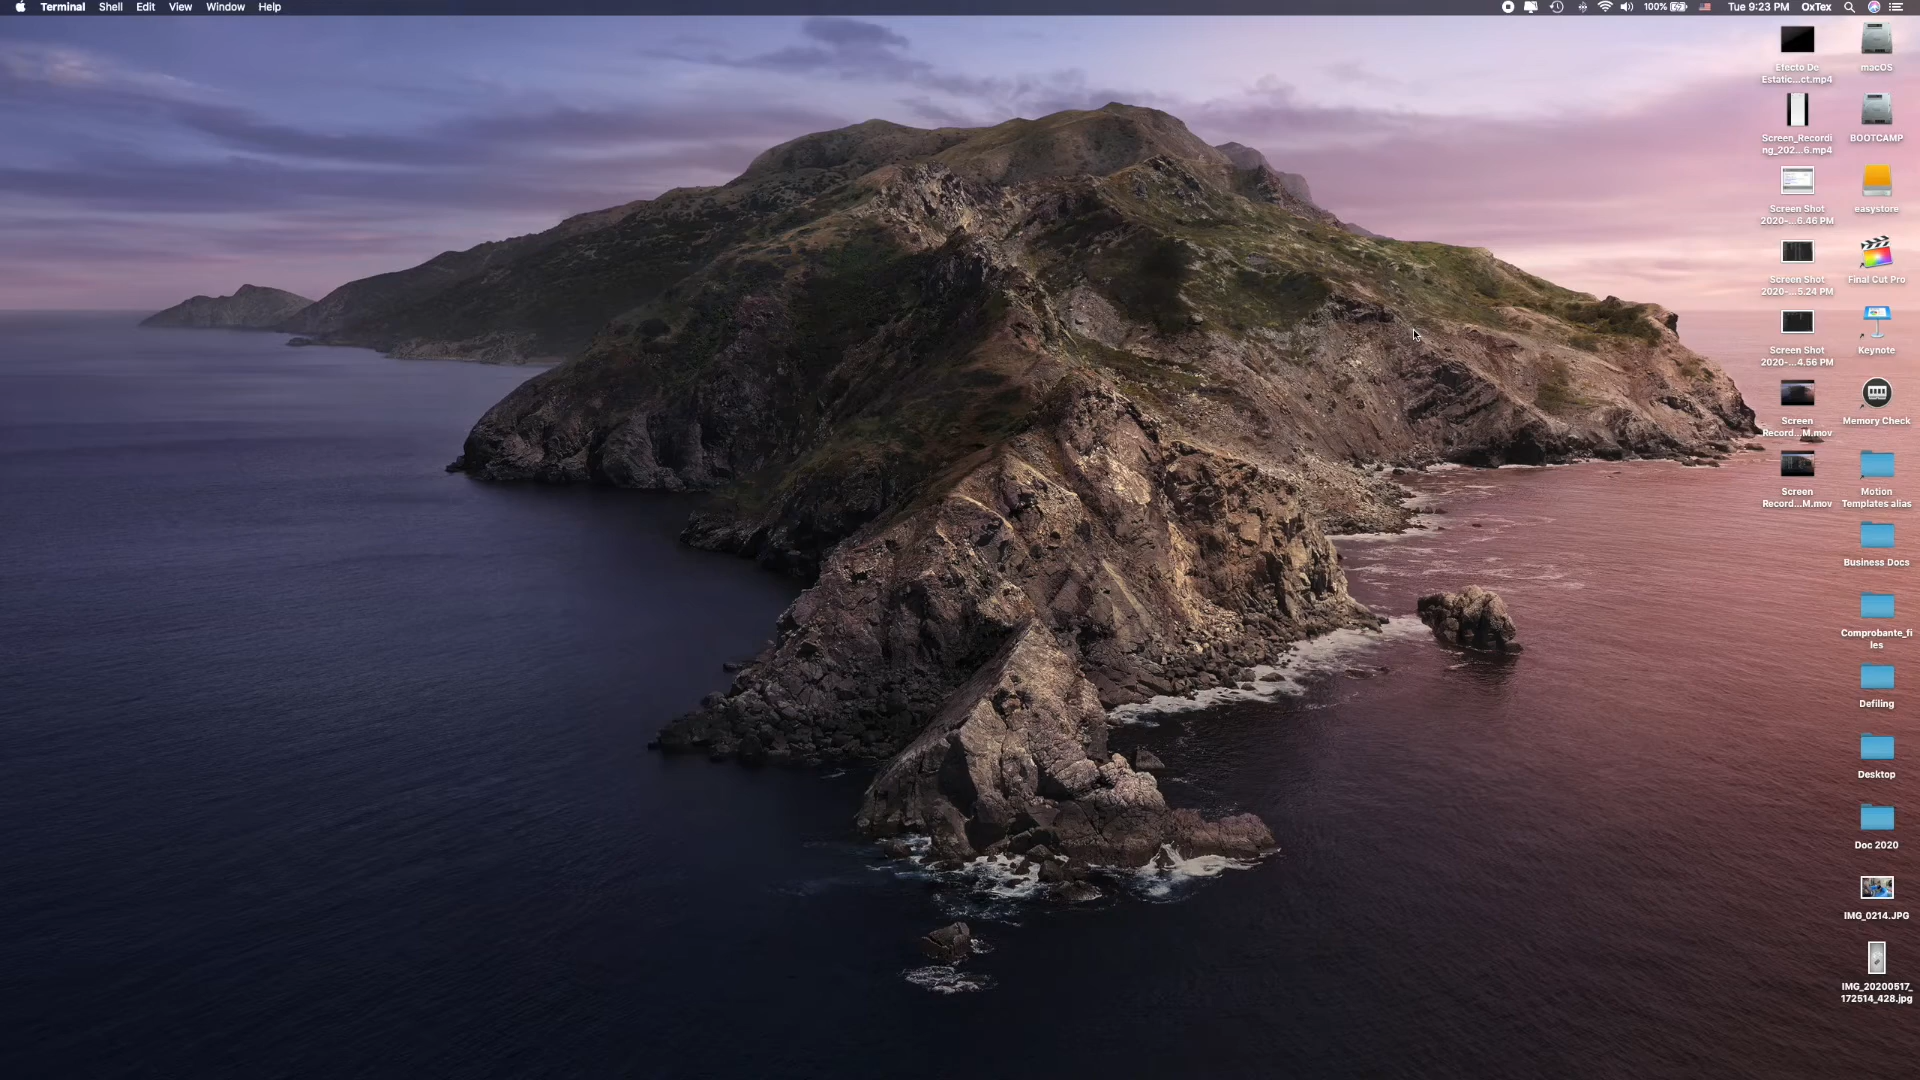 Terminal Shell Edit View Window Help
100% Tue 9:23 PM OxTex
Efecto De
Estatic...ct.mp4
macOS
Screen_Recordi
ng_202...6.mp4
BOOTCAMP
Screen Shot
2020-...6.46 PM
easystore
Screen Shot
2020-...5.24 PM
Final Cut Pro
Screen Shot
2020-...4.56 PM
Keynote
Screen
Record...M.mov
Memory Check
Screen
Record...M.mov
Motion
Templates alias
Business Docs
Comprobante_fi
les
Defiling
Desktop
Doc 2020
IMG_0214.JPG
IMG_20200517_
172514_428.jpg